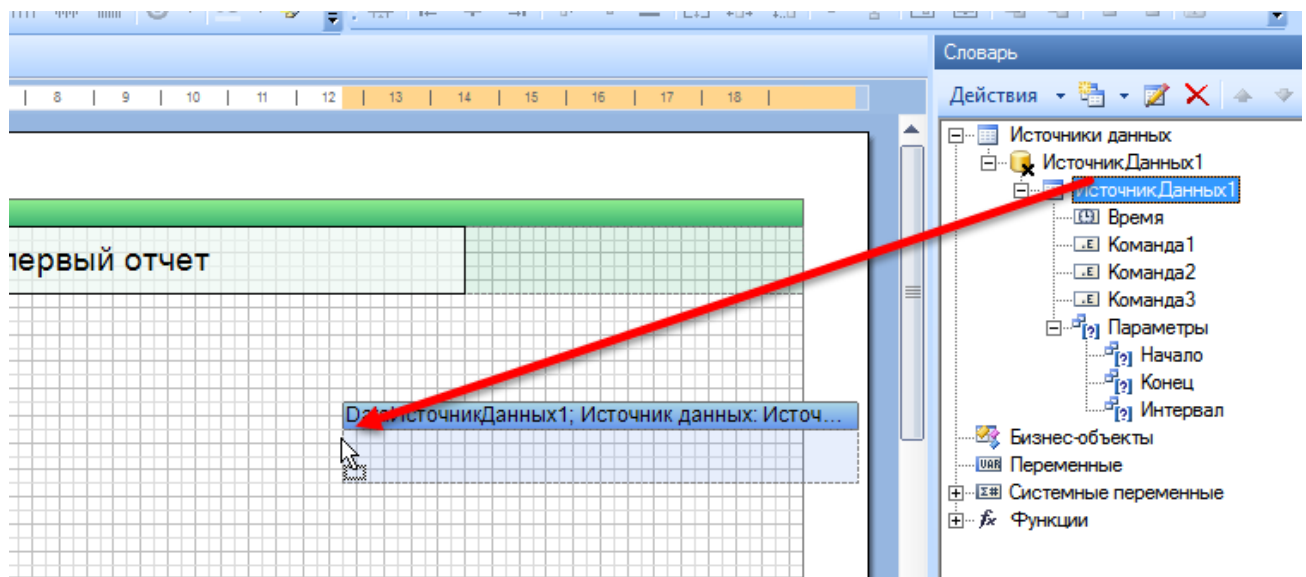 Словарь
| 8 | 9 | 10 | 11 | 12 | 13 | 14 | 15 | 16 | 17 | 18 |
Действия
Источники данных
ИсточникДанных1
ИсточникДанных1
Время
первый отчет
Команда1
Команда2
Команда3
Параметры
Начало
Конец
DataИсточникДанных1; Источник данных: Источ...
Интервал
Бизнес-объекты
Переменные
Системные переменные
Функции